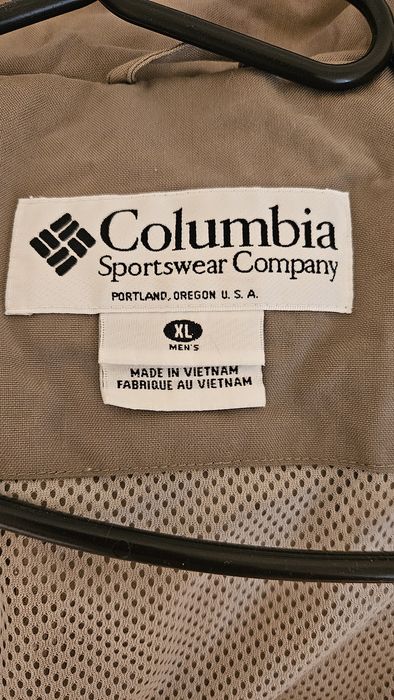 Columbia
Sportswear Company
PORTLAND, OREGON U.S.A.
XL
MEN'S
MADE IN VIETNAM
FABRIQUE AU VIETNAM